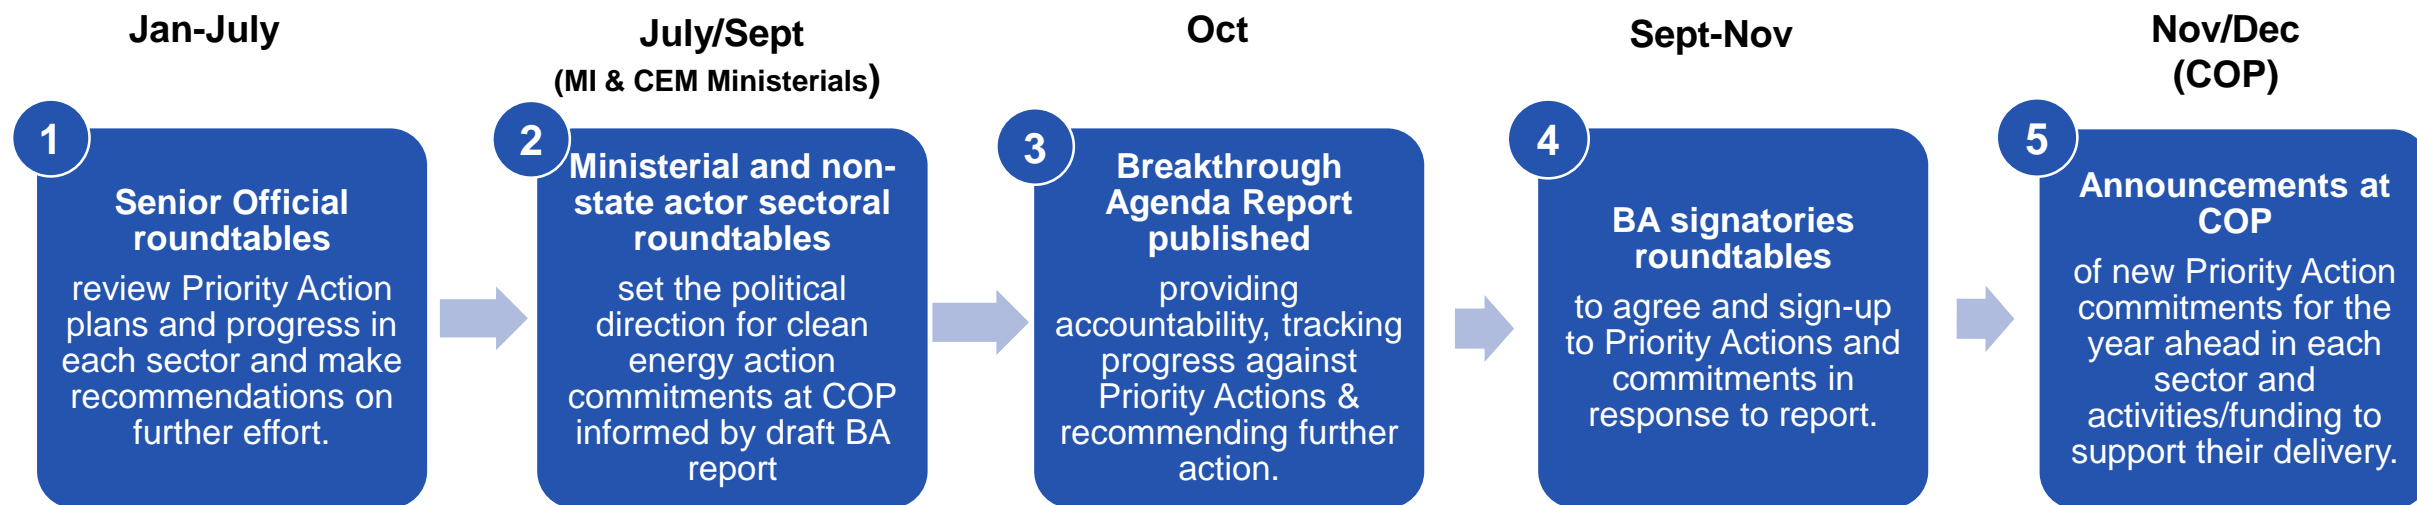 Jan-July
July/Sept
(MI & CEM Ministerials)
Oct
Sept-Nov
Nov/Dec
(COP)
1
Senior Official
roundtables
review Priority Action
plans and progress in
each sector and make
recommendations on
further effort.
2
Ministerial and non-
state actor sectoral
roundtables
set the political
direction for clean
energy action
commitments at COP
informed by draft BA
report
3
Breakthrough
Agenda Report
published
providing
accountability, tracking
progress against
Priority Actions &
recommending further
action.
4
BA signatories
roundtables
to agree and sign-up
to Priority Actions and
commitments in
response to report.
5
Announcements at
COP
of new Priority Action
commitments for the
year ahead in each
sector and
activities/funding to
support their delivery.